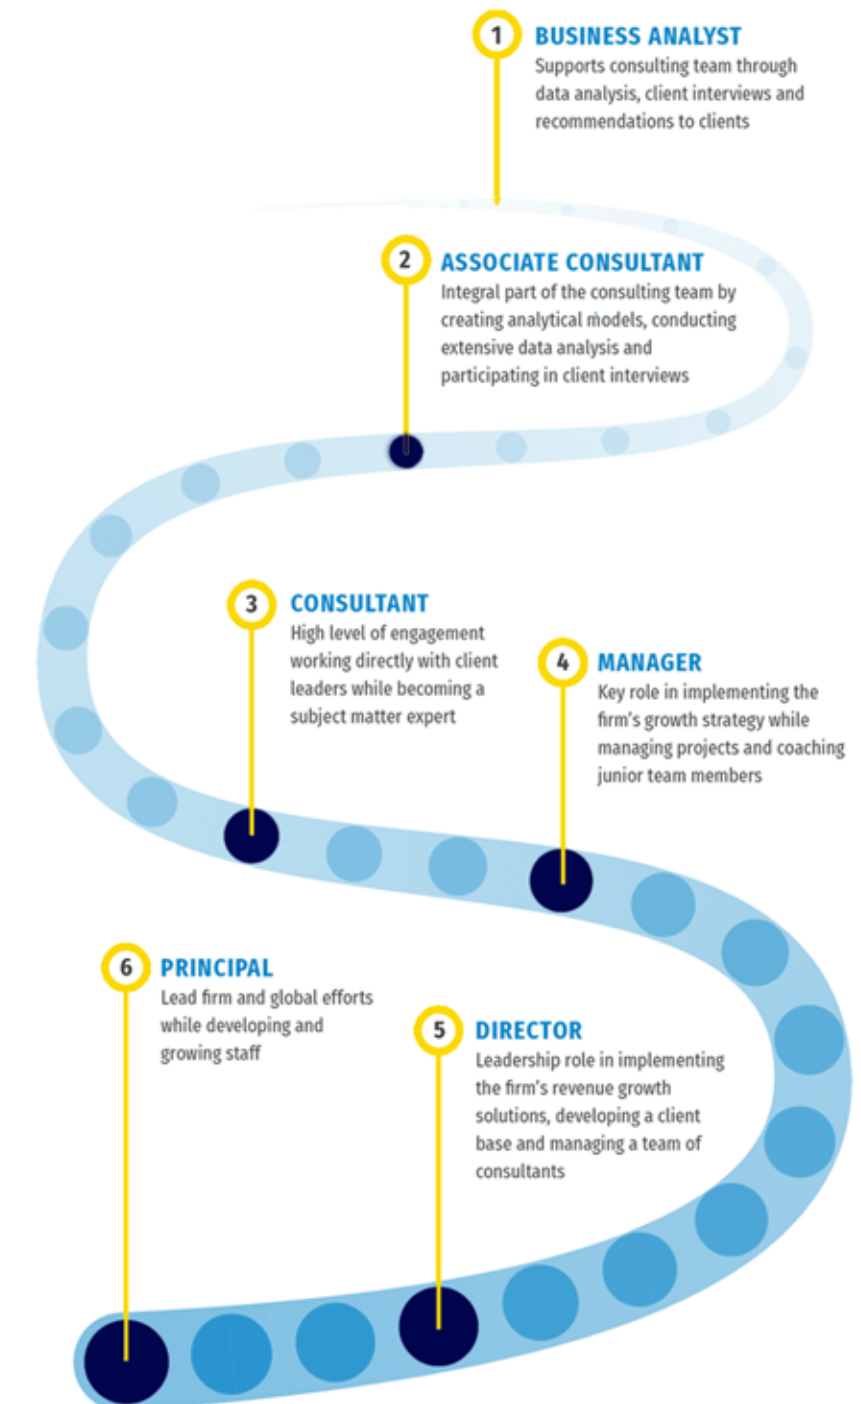 1
BUSINESS ANALYST
Supports consulting team through
data analysis, client interviews and
recommendations to clients
2
ASSOCIATE CONSULTANT
Integral part of the consulting team by
creating analytical models, conducting
extensive data analysis and
participating in client interviews
3
CONSULTANT
High level of engagement
working directly with client
leaders while becoming a
subject matter expert
4
MANAGER
Key role in implementing the
firm's growth strategy while
managing projects and coaching
junior team members
5
DIRECTOR
Leadership role in implementing
the firm's revenue growth
solutions, developing a client
base and managing a team of
consultants
6
PRINCIPAL
Lead firm and global efforts
while developing and
growing staff